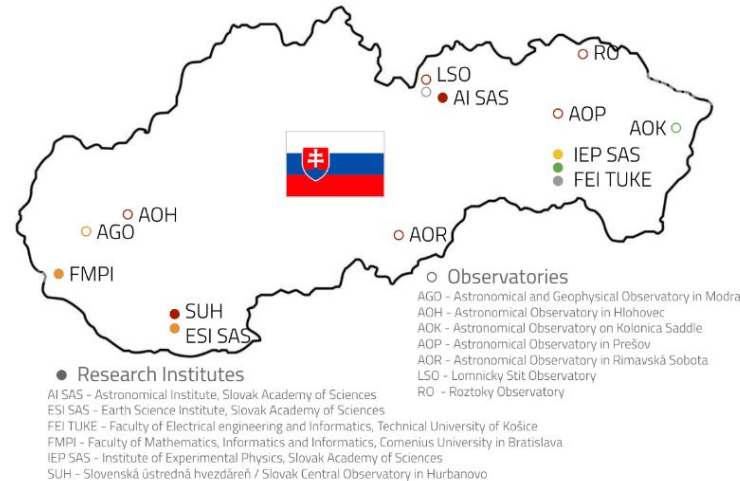 RO
LSO
AI SAS
AOP
AOK
IEP SAS
FEI TUKE
AOH
AGO
AOR
FMPI
SUH
ESI SAS
Observatories
AGO - Astronomical and Geophysical Observatory in Modra
AOH - Astronomical Observatory in Hlohovec
AOK - Astronomical Observatory on Kolonica Saddle
AOP - Astronomical Observatory in Prešov
AOR - Astronomical Observatory in Rimavská Sobota
LSO - Lomnicky Stit Observatory
RO - Roztoky Observatory
Research Institutes
AI SAS - Astronomical Institute, Slovak Academy of Sciences
ESI SAS - Earth Science Institute, Slovak Academy of Sciences
FEI TUKE - Faculty of Electrical engineering and Informatics, Technical University of Košice
FMPI - Faculty of Mathematics, Informatics and Informatics, Comenius University in Bratislava
IEP SAS - Institute of Experimental Physics, Slovak Academy of Sciences
SUH - Slovenská ústredná hvezdáreň / Slovak Central Observatory in Hurbanovo